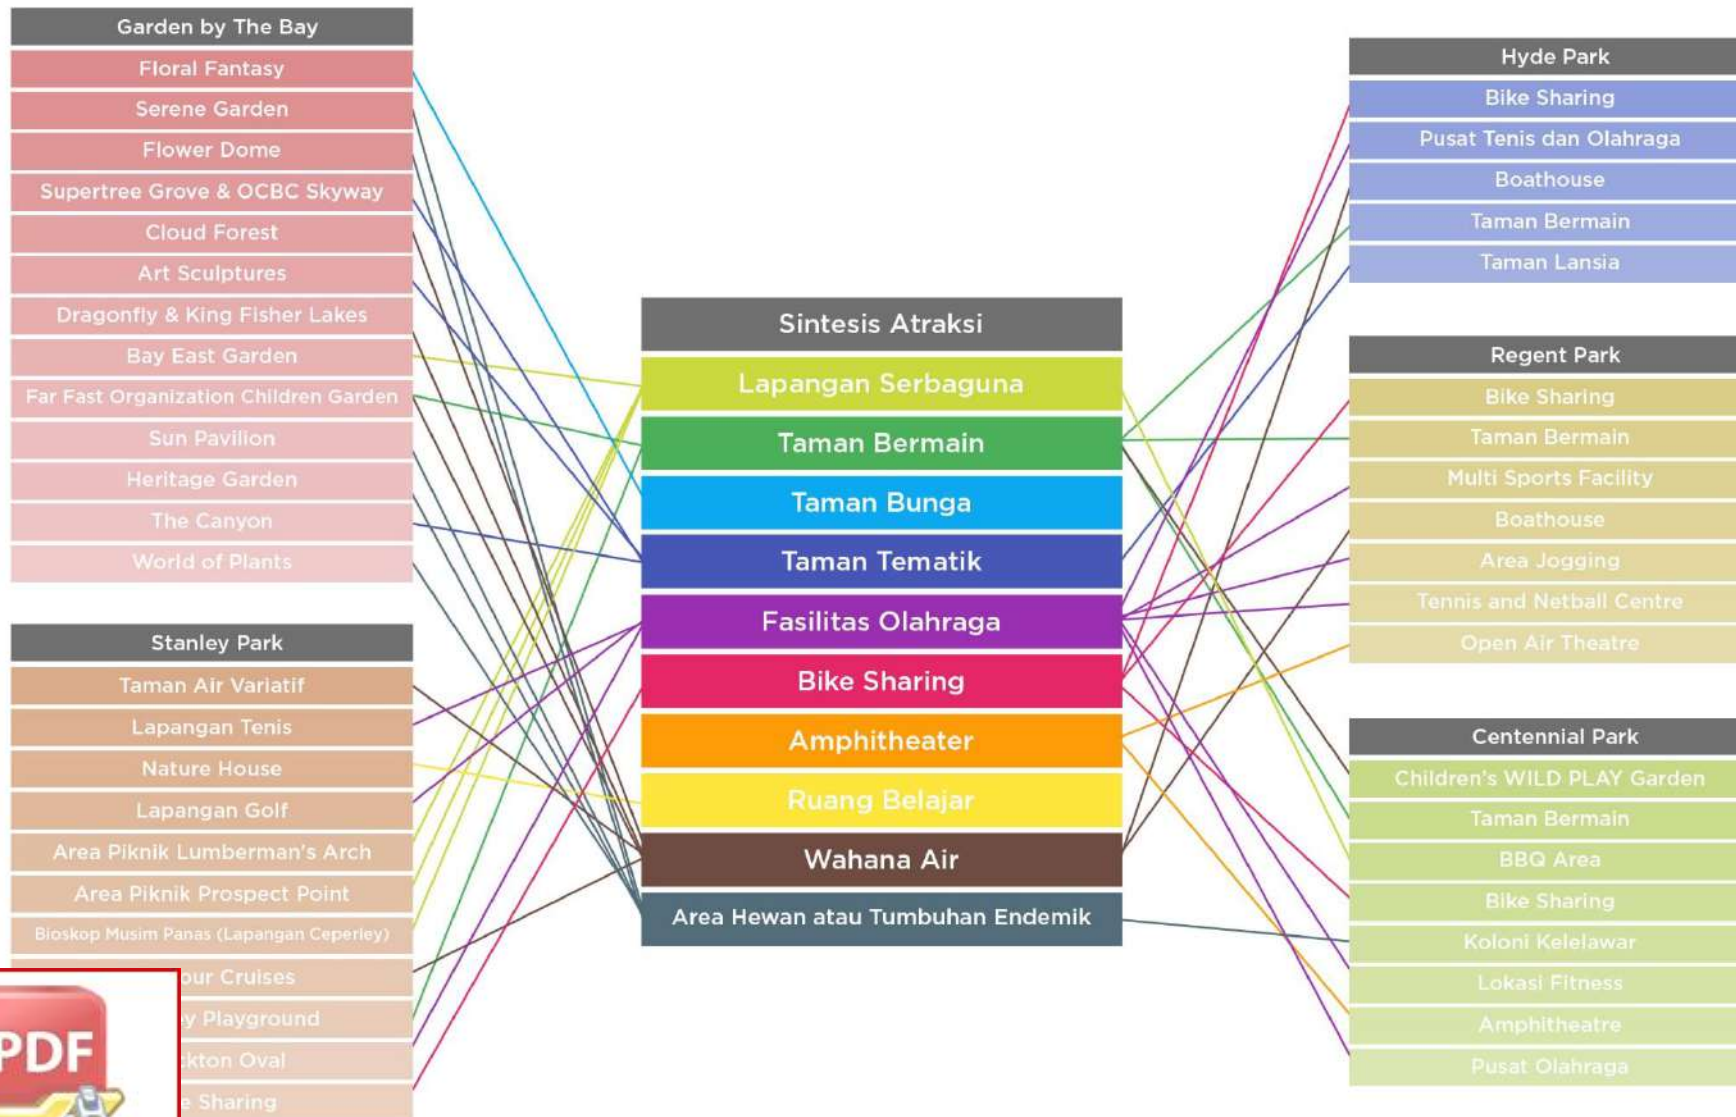 Garden by The Bay
Floral Fantasy
Serene Garden
Flower Dome
Supertree Grove & OCBC Skyway
Cloud Forest
Art Sculptures
Dragonfly & King Fisher Lakes
Bay East Garden
Far Fast Organization Children Garden
Sun Pavilion
Heritage Garden
The Canyon
World of Plants
Stanley Park
Taman Air Variatif
Lapangan Tenis
Nature House
Lapangan Golf
Area Piknik Lumberman's Arch
Area Piknik Prospect Point
Bioskop Musim Panas (Lapangan Ceperley)
Cruises
Playground
Oval
Sharing
PDF
Sintesis Atraksi
Lapangan Serbaguna
Taman Bermain
Taman Bunga
Taman Tematik
Fasilitas Olahraga
Bike Sharing
Amphitheater
Ruang Belajar
Wahana Air
Area Hewan atau Tumbuhan Endemik
Hyde Park
Bike Sharing
Pusat Tenis dan Olahraga
Boathouse
Taman Bermain
Taman Lansia
Regent Park
Bike Sharing
Taman Bermain
Multi Sports Facility
Boathouse
Area Jogging
Tennis and Netball Centre
Open Air Theatre
Centennial Park
Children's WILD PLAY Garden
Taman Bermain
BBQ Area
Bike Sharing
Koloni Kelelawar
Lokasi Fitness
Amphitheatre
Pusat Olahraga